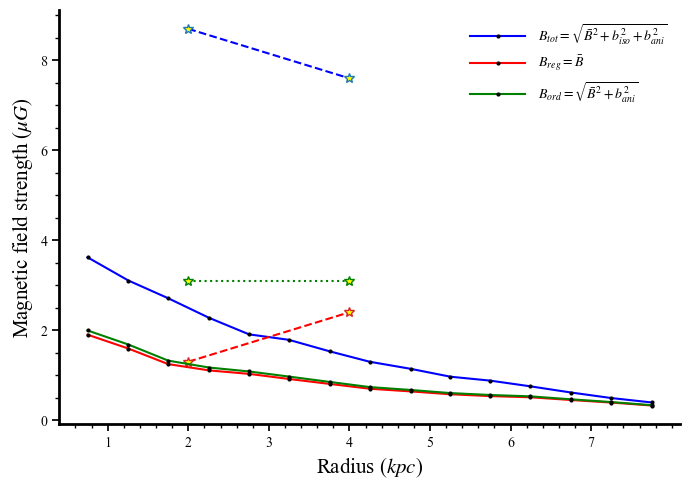 B_tot = √(B̄² + b²_iso + b²_ani)
B_reg = B̄
B_ord = √(B̄² + b²_ani)
Magnetic field strength (μG)
8
6
4
2
0
1 2 3 4 5 6 7
Radius (kpc)